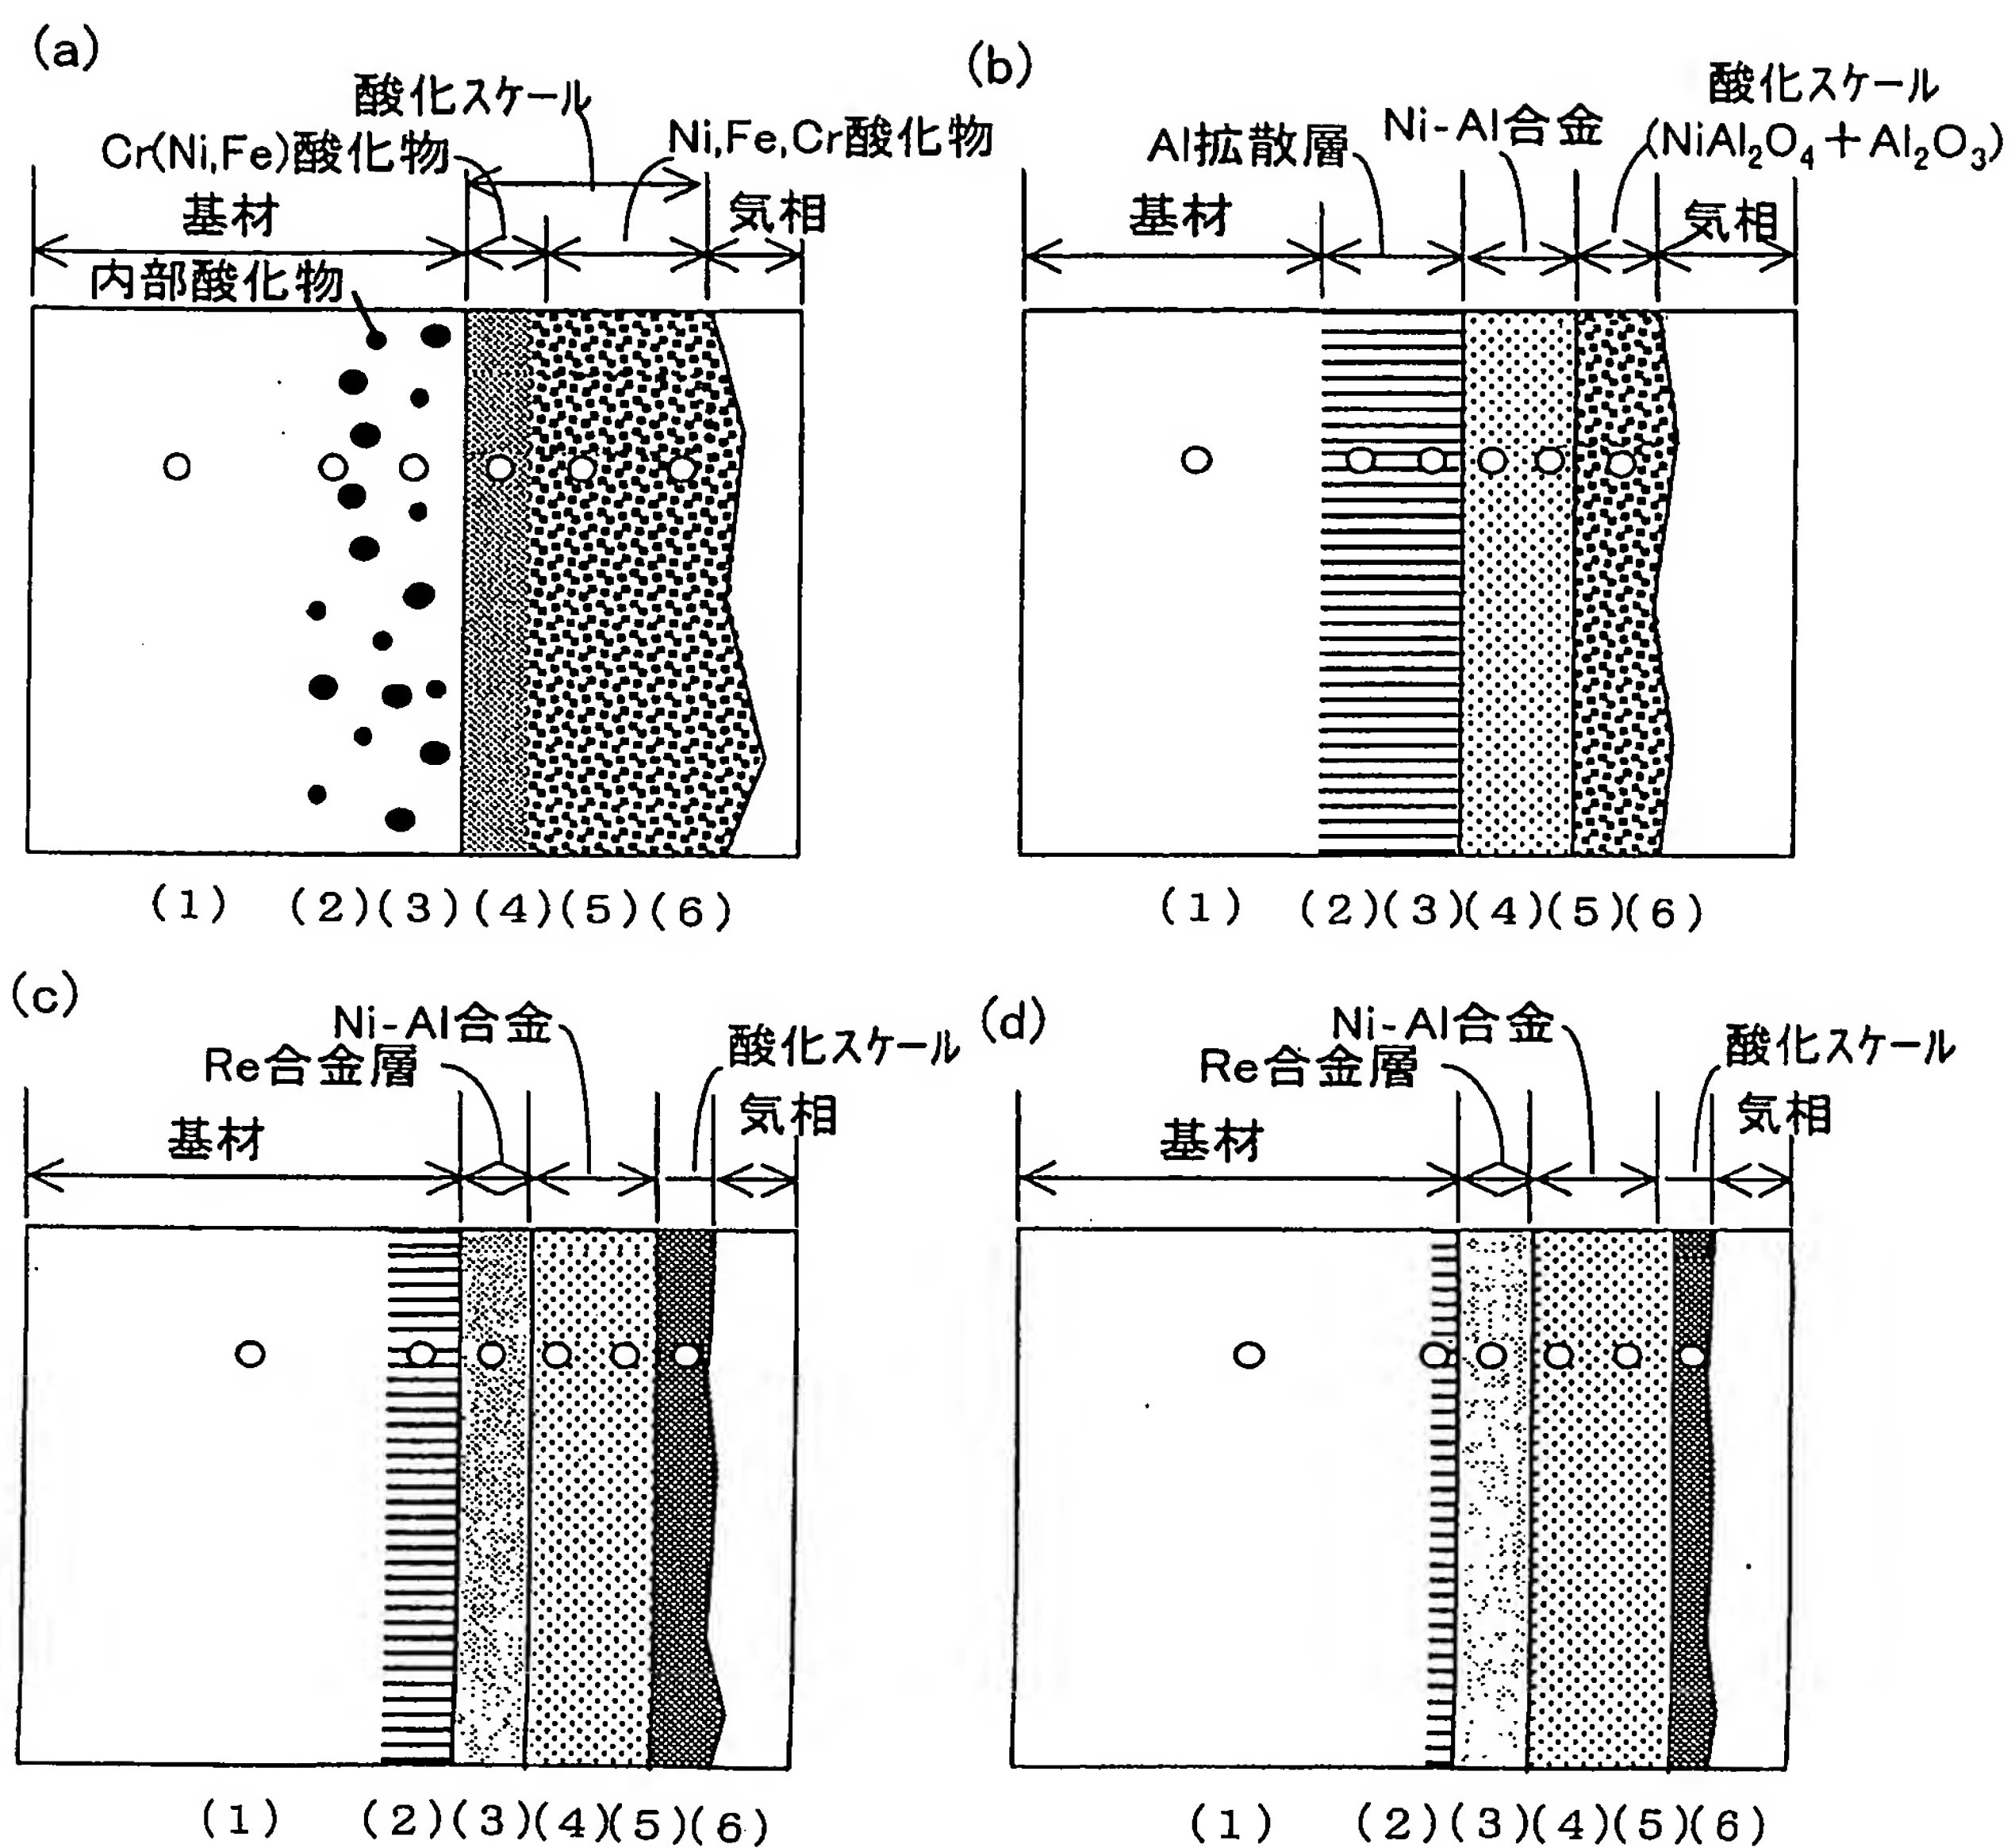 (a)
酸化スケール
Cr(Ni,Fe)酸化物
Ni,Fe,Cr酸化物
基材
気相
内部酸化物
(1) (2)(3)(4)(5)(6)
(b)
酸化スケール
(NiAl₂O₄+Al₂O₃)
Ni-Al合金
Al拡散層
基材
気相
(1) (2)(3)(4)(5)(6)
(c)
Ni-Al合金
酸化スケール
Re合金層
気相
基材
(1) (2)(3)(4)(5)(6)
(d)
Ni-Al合金
酸化スケール
Re合金層
気相
基材
(1) (2)(3)(4)(5)(6)